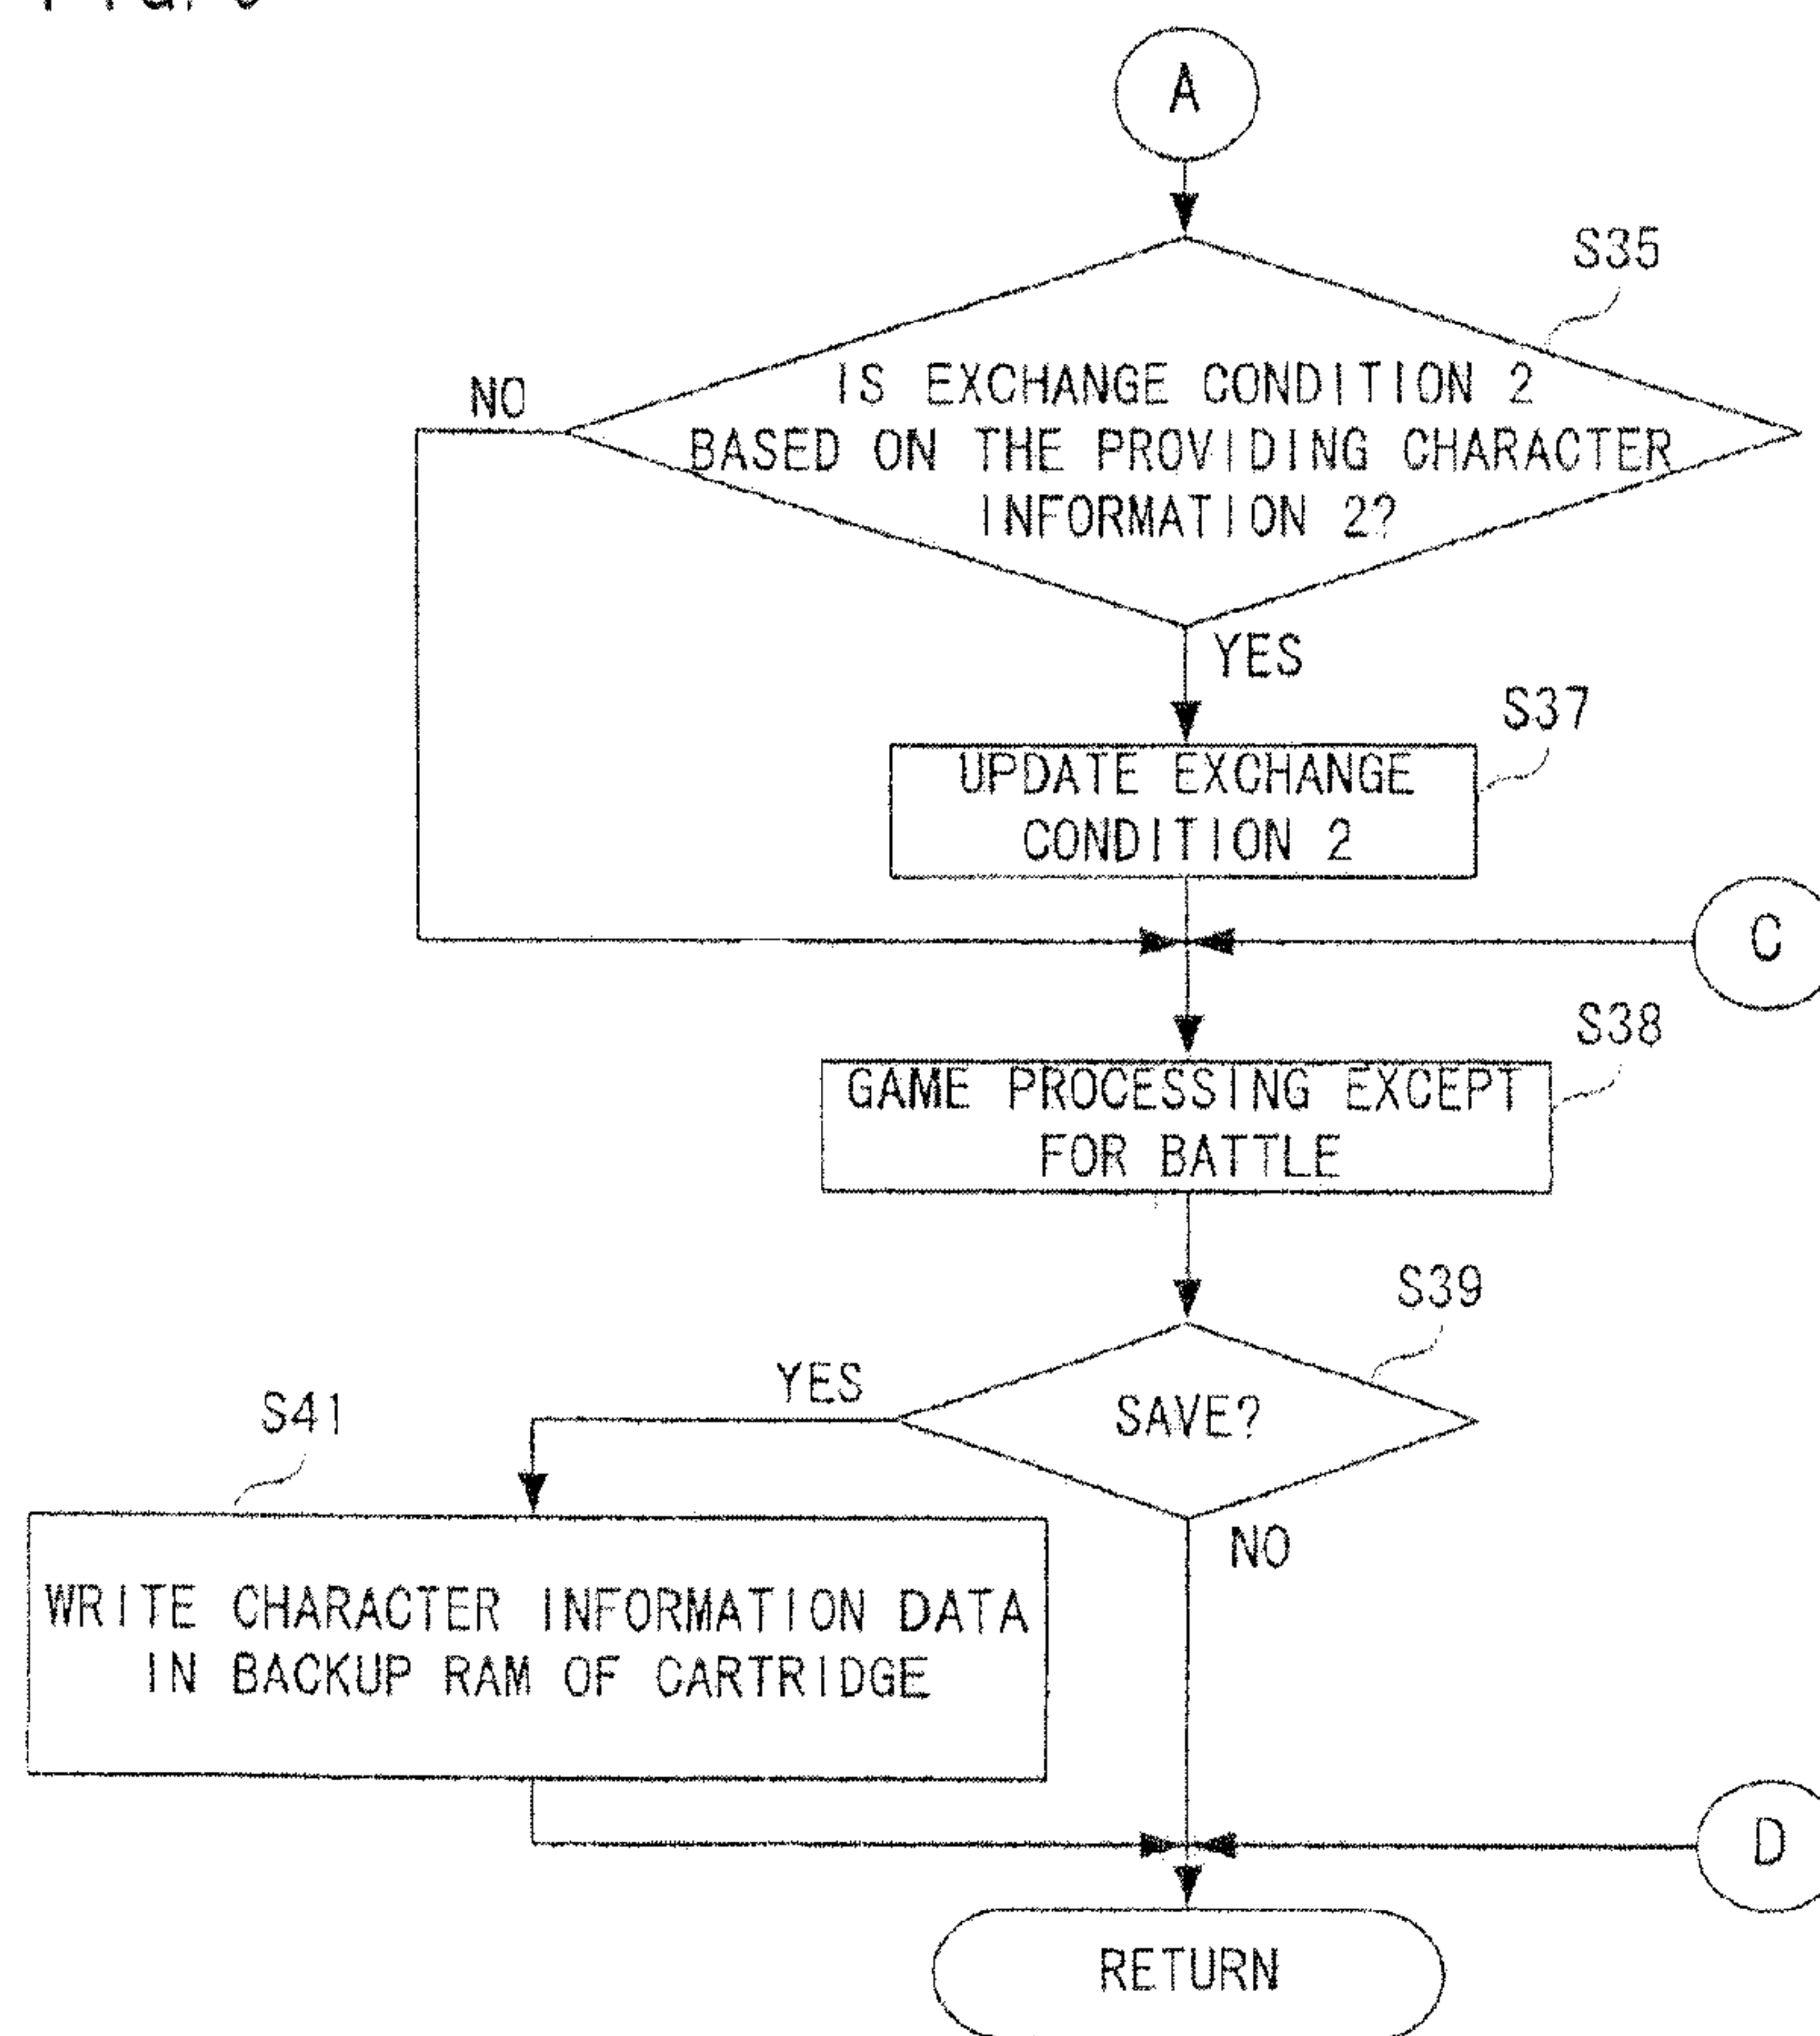 A
S35
NO
IS EXCHANGE CONDITION 2
BASED ON THE PROVIDING CHARACTER
INFORMATION 2?
YES
S37
UPDATE EXCHANGE
CONDITION 2
C
S38
GAME PROCESSING EXCEPT
FOR BATTLE
S39
YES
SAVE?
S41
NO
WRITE CHARACTER INFORMATION DATA
IN BACKUP RAM OF CARTRIDGE
D
RETURN